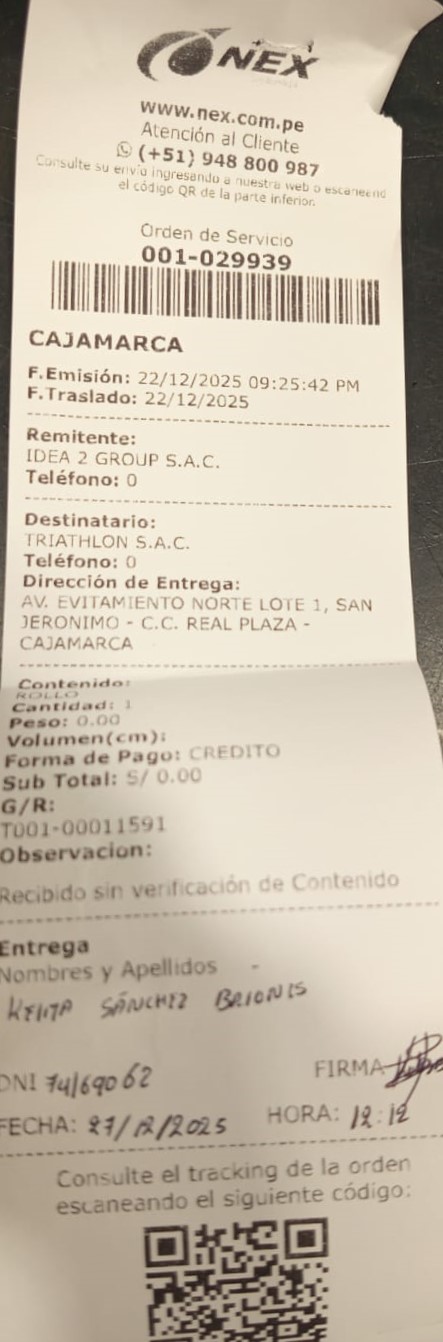 NEX
www.nex.com.pe
Atención al Cliente
(+51) 948 800 987
Consulte su envío ingresando a nuestra web o escaneand
el código QR de la parte inferior.
Orden de Servicio
001-029939
CAJAMARCA
F.Emisión: 22/12/2025 09:25:42 PM
F.Traslado: 22/12/2025
Remitente:
IDEA 2 GROUP S.A.C.
Teléfono: 0
Destinatario:
TRIATHLON S.A.C.
Teléfono: 0
Dirección de Entrega:
AV. EVITAMIENTO NORTE LOTE 1, SAN
JERONIMO - C.C. REAL PLAZA -
CAJAMARCA
Contenido:
ROLLO
Cantidad: 1
Peso: 0.00
Volumen(cm):
Forma de Pago: CREDITO
Sub Total: S/ 0.00
G/R:
T001-00011591
Observacion:
Recibido sin verificación de Contenido
Entrega
Nombres y Apellidos -
SÁNCHEZ BRIONES
DNI 74169062
FIRMA
FECHA: 27/12/2025 HORA: 12:12
Consulte el tracking de la orden
escaneando el siguiente código: